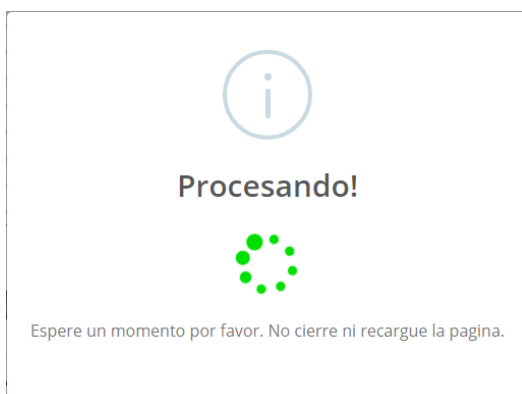 Procesando!
Espere un momento por favor. No cierre ni recargue la pagina.